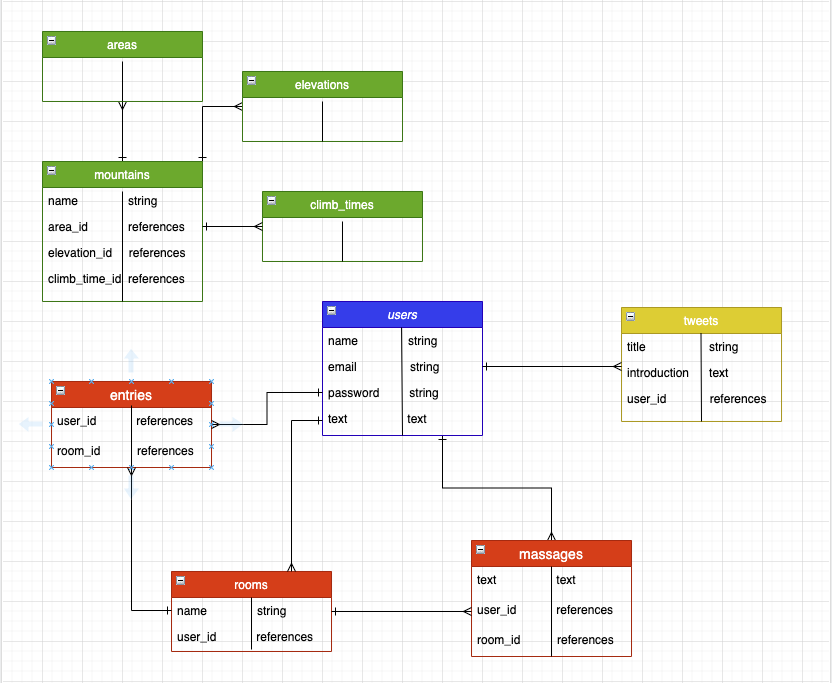 areas
elevations
mountains
name string
area_id references
elevation_id references
climb_time_id references
climb_times
users
name string
email string
password string
text text
tweets
title string
introduction text
user_id references
entries
user_id references
room_id references
rooms
name string
user_id references
massages
text text
user_id references
room_id references